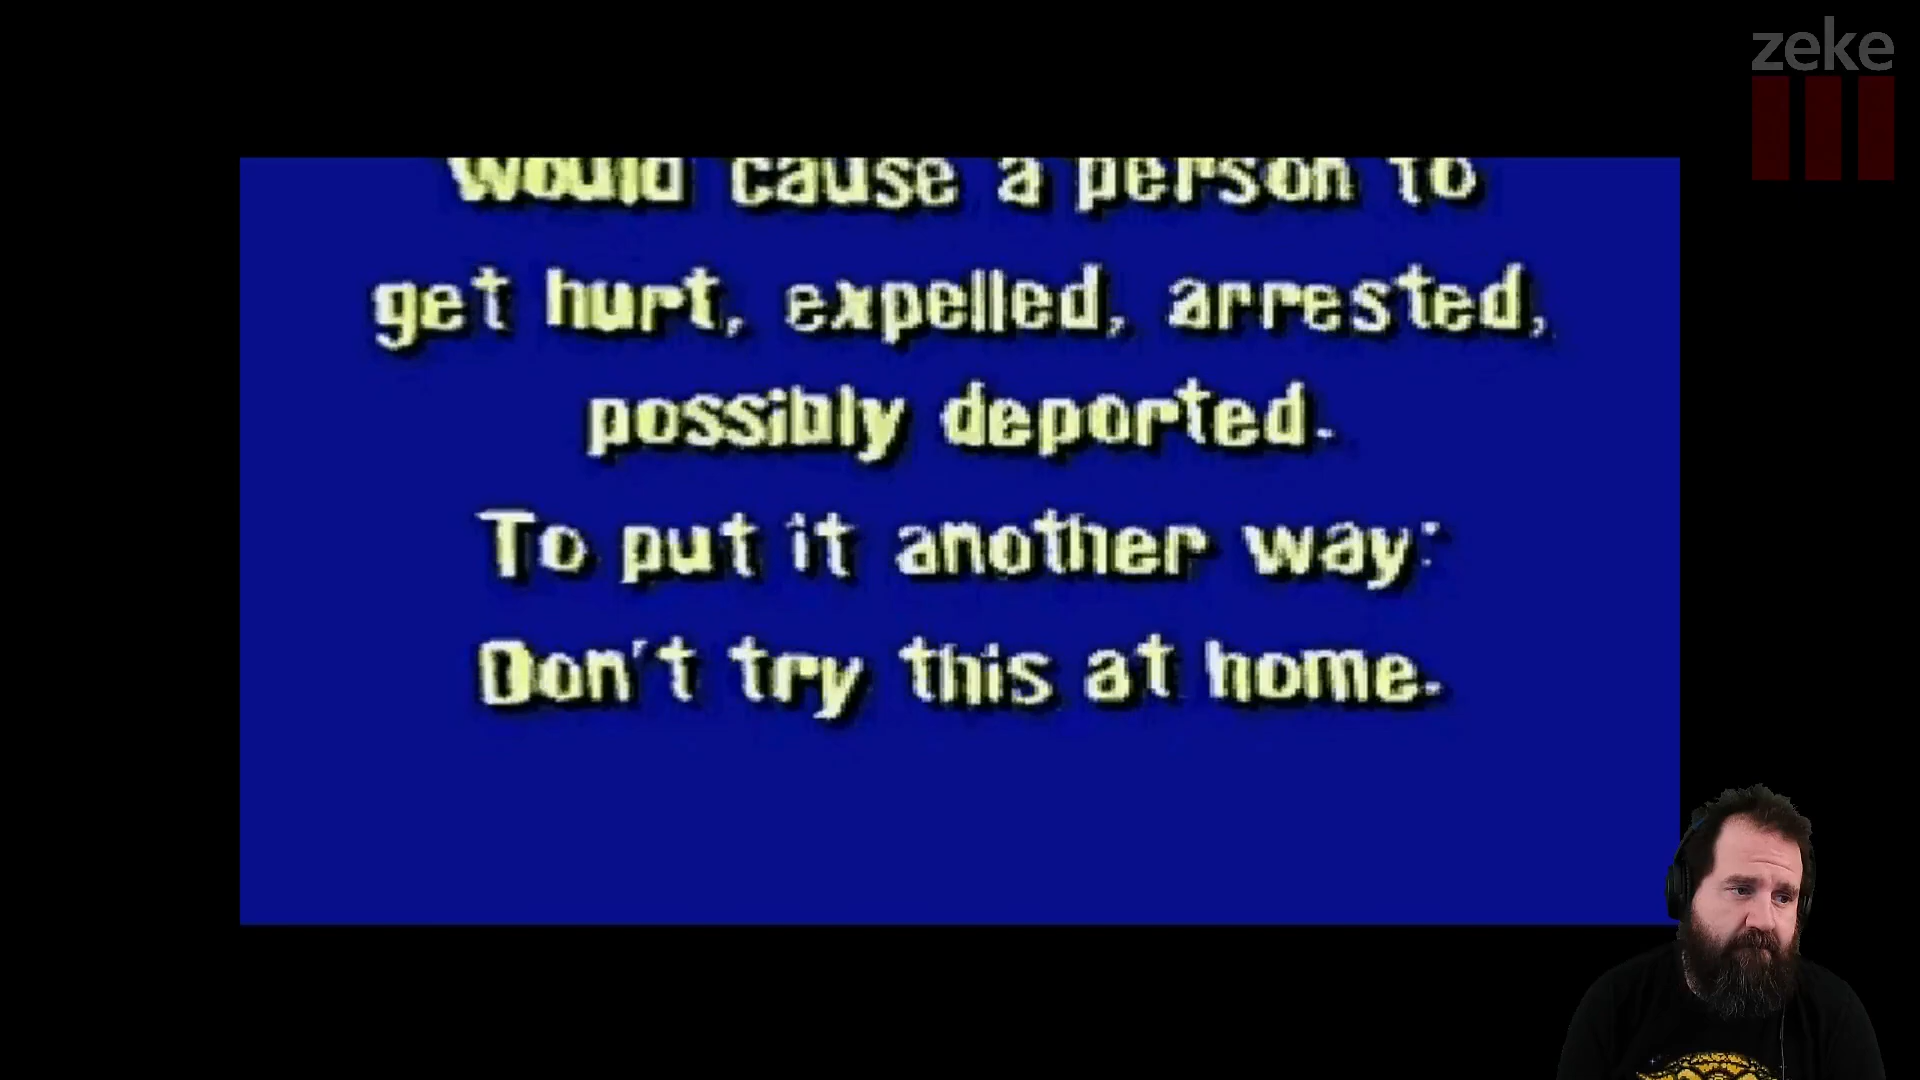 zeke
would cause a person to
get hurt, expelled, arrested,
possibly deported.
To put it another way:
Don't try this at home.